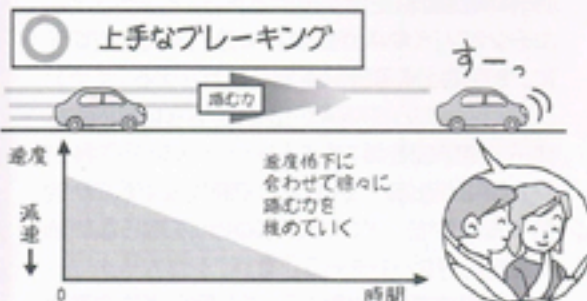 上手なブレーキング
すーっ
踏む力
速度
減速
速度低下に
合わせて徐々に
踏む力を
緩めていく
0
時間